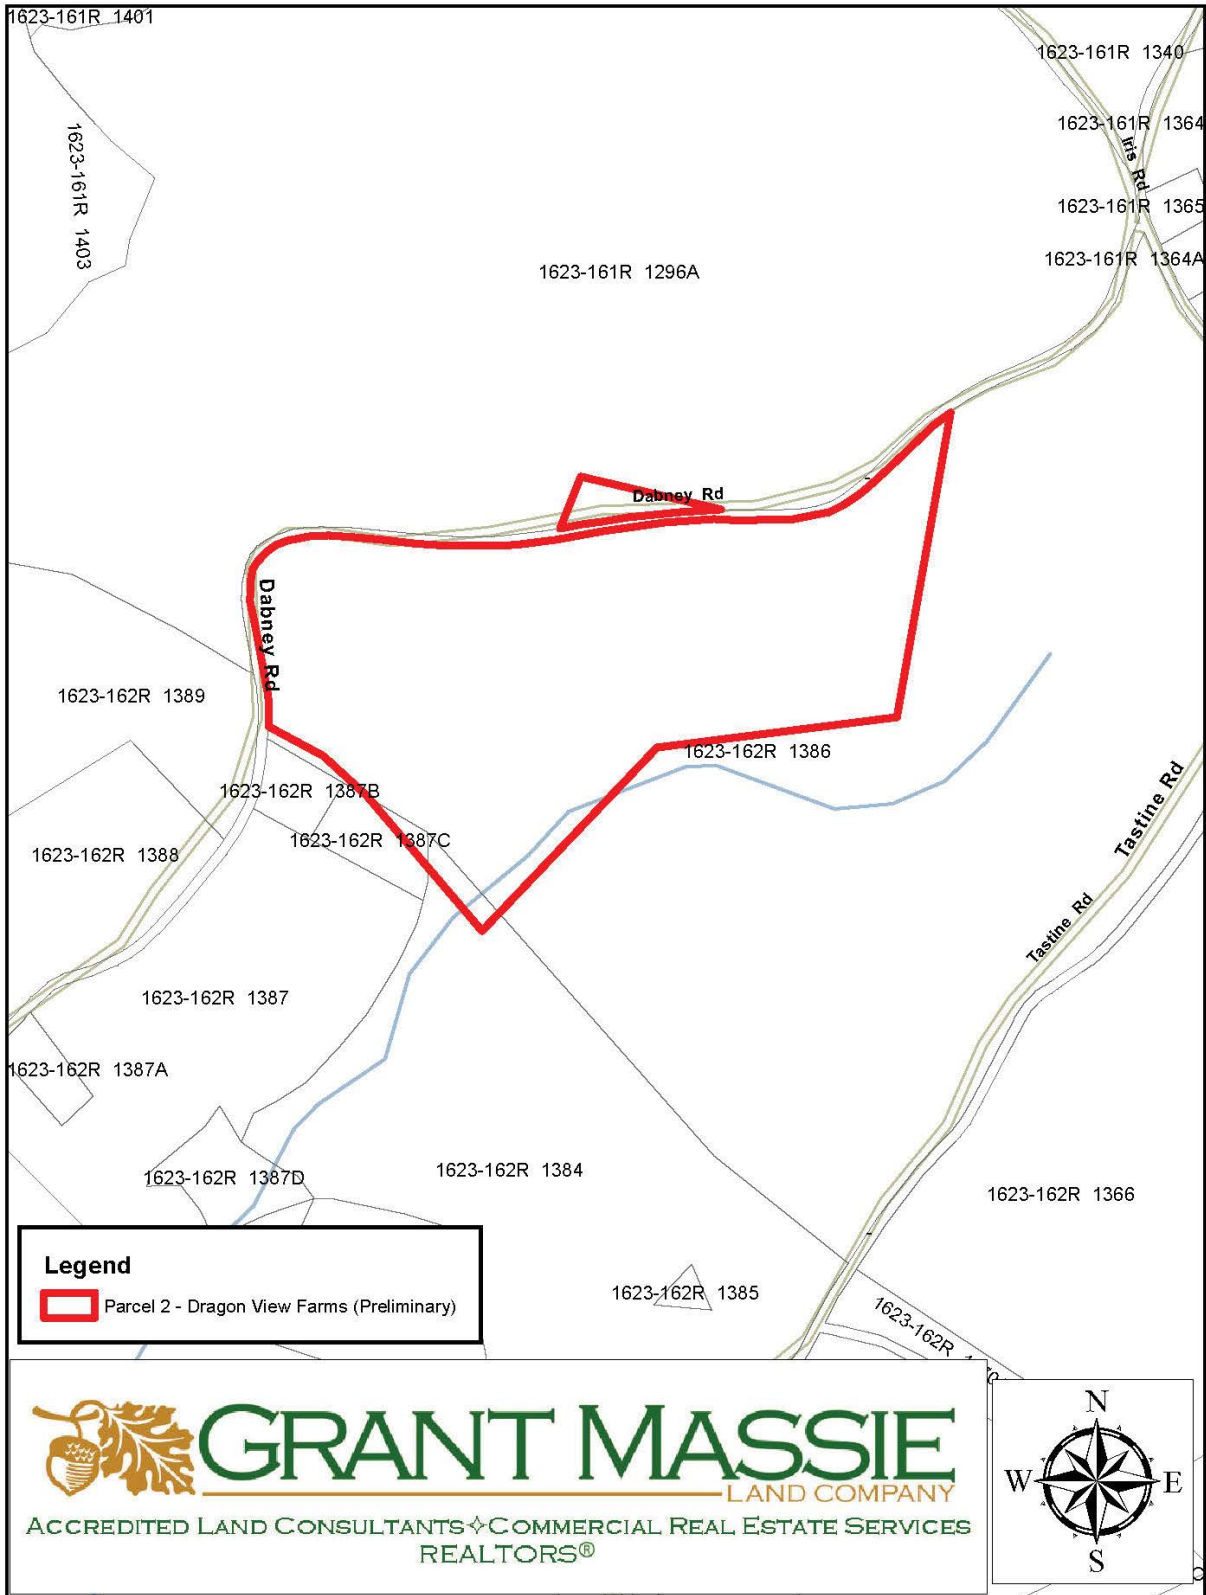 1623-161R 1401
1623-161R 1340
1623-161R 1364
Iris Rd
1623-161R 1403
1623-161R 1365
1623-161R 1364A
1623-161R 1296A
Dabney Rd
Dabney Rd
1623-162R 1389
1623-162R 1386
Tastine Rd
1623-162R 1387B
1623-162R 1387C
1623-162R 1388
Tastine Rd
1623-162R 1387
1623-162R 1387A
1623-162R 1384
1623-162R 1387D
1623-162R 1366
1623-162R 1385
1623-162R
Legend
Parcel 2 - Dragon View Farms (Preliminary)
GRANT MASSIE
LAND COMPANY
ACCREDITED LAND CONSULTANTS✧COMMERCIAL REAL ESTATE SERVICES
REALTORS®
N
W E
S